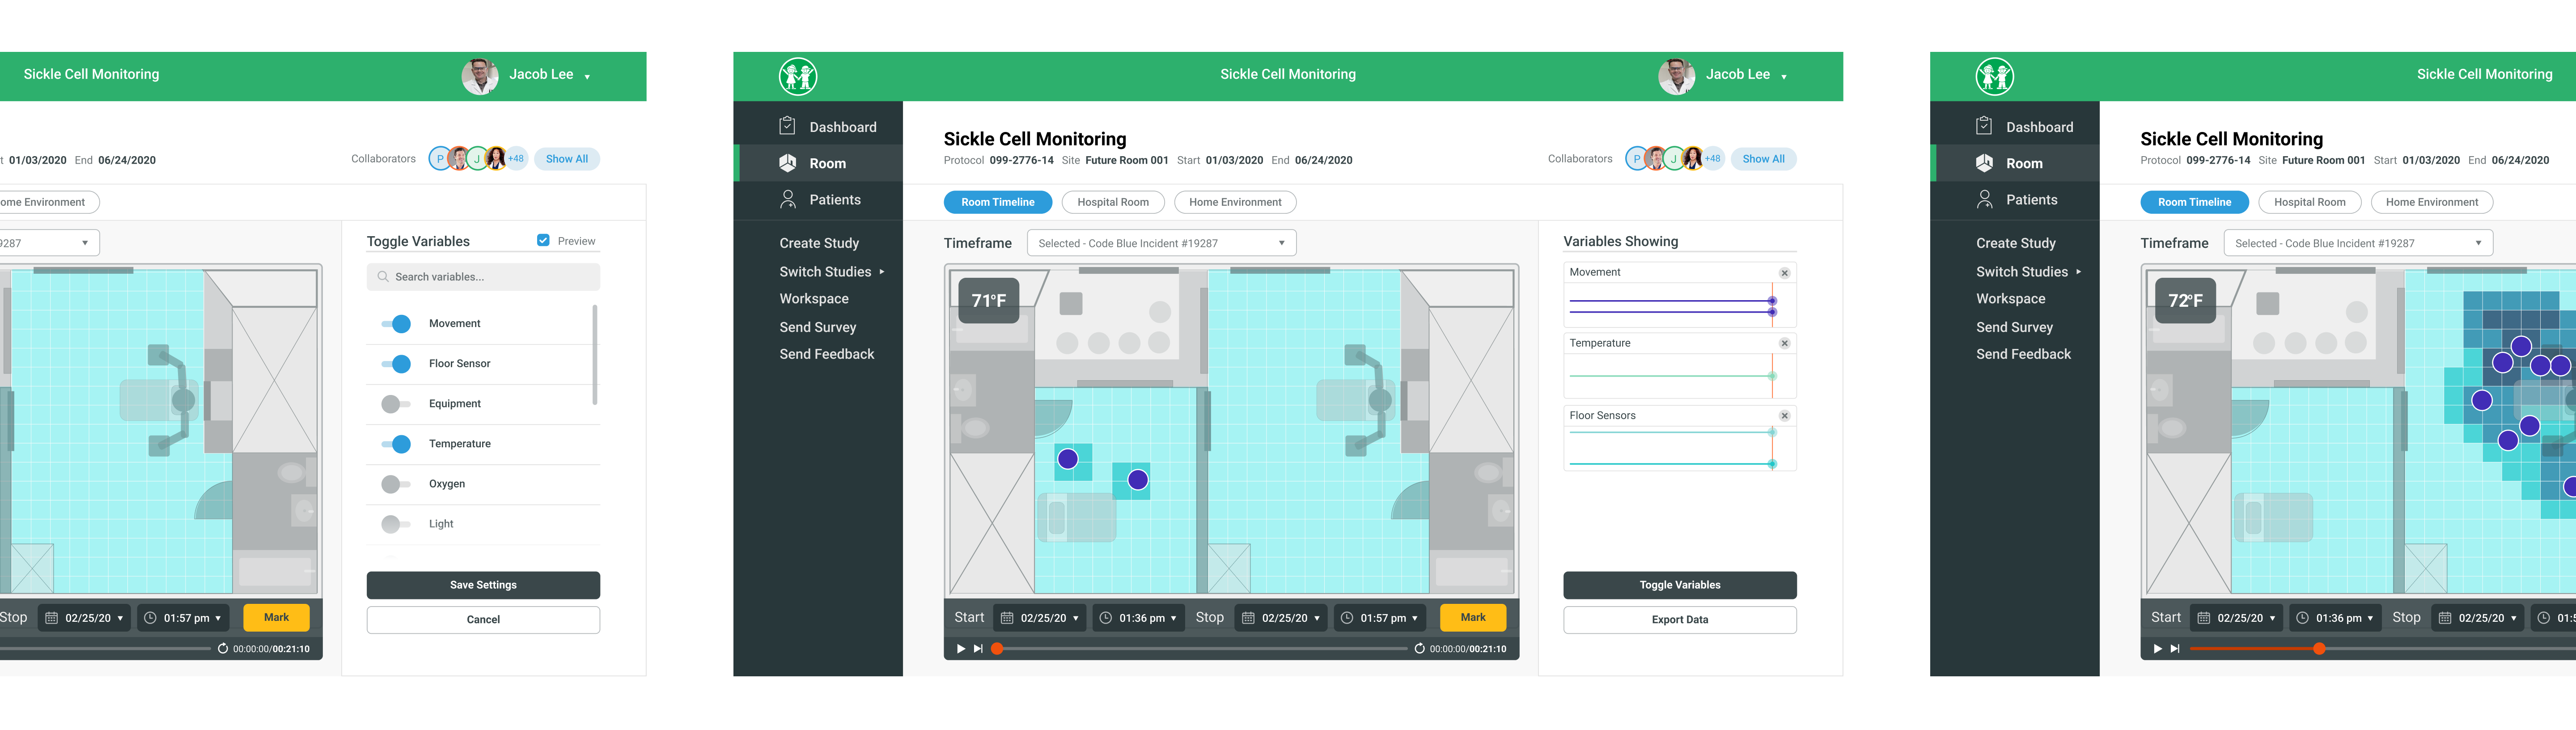 Sickle Cell Monitoring
Jacob Lee
01/03/2020 End 06/24/2020
Collaborators P J +48 Show All
ome Environment
9287
Toggle Variables
Preview
Search variables...
Movement
Floor Sensor
Equipment
Temperature
Oxygen
Light
Save Settings
Cancel
Stop 02/25/20 01:57 pm Mark
00:00:00/00:21:10
Sickle Cell Monitoring
Jacob Lee
Dashboard
Room
Patients
Create Study
Switch Studies
Workspace
Send Survey
Send Feedback
Sickle Cell Monitoring
Protocol 099-2776-14 Site Future Room 001 Start 01/03/2020 End 06/24/2020
Collaborators P J +48 Show All
Room Timeline
Hospital Room
Home Environment
Timeframe
Selected - Code Blue Incident #19287
71°F
Variables Showing
Movement
Temperature
Floor Sensors
Toggle Variables
Export Data
Start 02/25/20 01:36 pm Stop 02/25/20 01:57 pm Mark
00:00:00/00:21:10
Sickle Cell Monitoring
Dashboard
Room
Patients
Create Study
Switch Studies
Workspace
Send Survey
Send Feedback
Sickle Cell Monitoring
Protocol 099-2776-14 Site Future Room 001 Start 01/03/2020 End 06/24/2020
Room Timeline
Hospital Room
Home Environment
Timeframe
Selected - Code Blue Incident #19287
72°F
Start 02/25/20 01:36 pm Stop 02/25/20 01:5